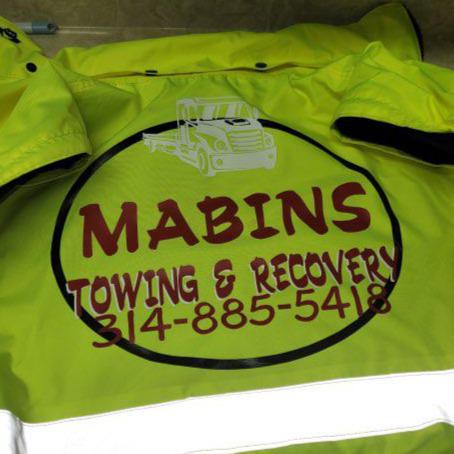 MABINS
TOWING & RECOVERY
314-885-5418